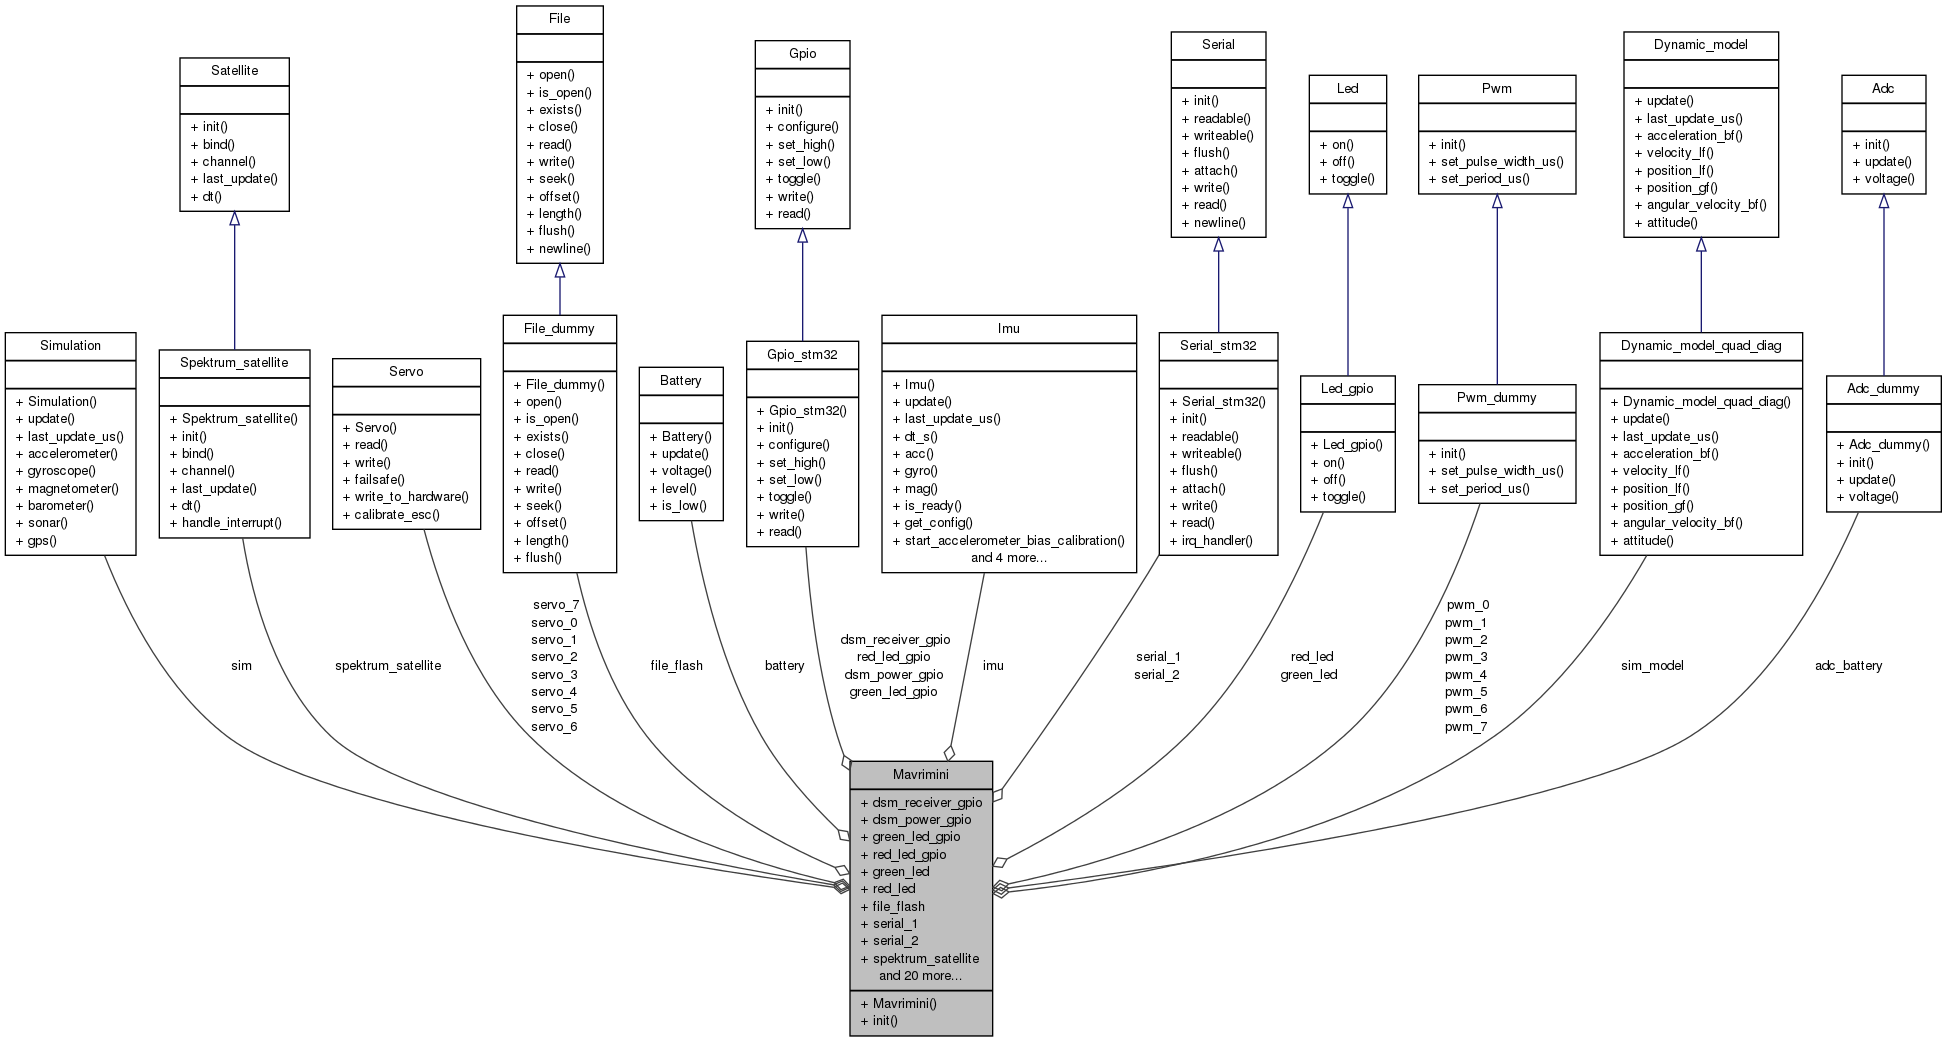 File
+ open()
+ is_open()
+ exists()
+ close()
+ read()
+ write()
+ seek()
+ offset()
+ length()
+ flush()
+ newline()
Satellite
+ init()
+ bind()
+ channel()
+ last_update()
+ dt()
Gpio
+ init()
+ configure()
+ set_high()
+ set_low()
+ toggle()
+ write()
+ read()
Serial
+ init()
+ readable()
+ writeable()
+ flush()
+ attach()
+ write()
+ read()
+ newline()
Led
+ on()
+ off()
+ toggle()
Pwm
+ init()
+ set_pulse_width_us()
+ set_period_us()
Dynamic_model
+ update()
+ last_update_us()
+ acceleration_bf()
+ velocity_lf()
+ position_lf()
+ position_gf()
+ angular_velocity_bf()
+ attitude()
Adc
+ init()
+ update()
+ voltage()
Simulation
+ Simulation()
+ update()
+ last_update_us()
+ accelerometer()
+ gyroscope()
+ magnetometer()
+ barometer()
+ sonar()
+ gps()
Spektrum_satellite
+ Spektrum_satellite()
+ init()
+ bind()
+ channel()
+ last_update()
+ dt()
+ handle_interrupt()
Servo
+ Servo()
+ read()
+ write()
+ failsafe()
+ write_to_hardware()
+ calibrate_esc()
File_dummy
+ File_dummy()
+ open()
+ is_open()
+ exists()
+ close()
+ read()
+ write()
+ seek()
+ offset()
+ length()
+ flush()
Battery
+ Battery()
+ update()
+ voltage()
+ level()
+ is_low()
Gpio_stm32
+ Gpio_stm32()
+ init()
+ configure()
+ set_high()
+ set_low()
+ toggle()
+ write()
+ read()
Imu
+ Imu()
+ update()
+ last_update_us()
+ dt_s()
+ acc()
+ gyro()
+ mag()
+ is_ready()
+ get_config()
+ start_accelerometer_bias_calibration()
and 4 more...
Serial_stm32
+ Serial_stm32()
+ init()
+ readable()
+ writeable()
+ flush()
+ attach()
+ write()
+ read()
+ irq_handler()
Led_gpio
+ Led_gpio()
+ on()
+ off()
+ toggle()
Pwm_dummy
+ init()
+ set_pulse_width_us()
+ set_period_us()
Dynamic_model_quad_diag
+ Dynamic_model_quad_diag()
+ update()
+ last_update_us()
+ acceleration_bf()
+ velocity_lf()
+ position_lf()
+ position_gf()
+ angular_velocity_bf()
+ attitude()
Adc_dummy
+ Adc_dummy()
+ init()
+ update()
+ voltage()
sim
spektrum_satellite
servo_7
servo_0
servo_1
servo_2
servo_3
servo_4
servo_5
servo_6
file_flash
battery
dsm_receiver_gpio
red_led_gpio
dsm_power_gpio
green_led_gpio
imu
serial_1
serial_2
red_led
green_led
pwm_0
pwm_1
pwm_2
pwm_3
pwm_4
pwm_5
pwm_6
pwm_7
sim_model
adc_battery
Mavrimini
+ dsm_receiver_gpio
+ dsm_power_gpio
+ green_led_gpio
+ red_led_gpio
+ green_led
+ red_led
+ file_flash
+ serial_1
+ serial_2
+ spektrum_satellite
and 20 more...
+ Mavrimini()
+ init()